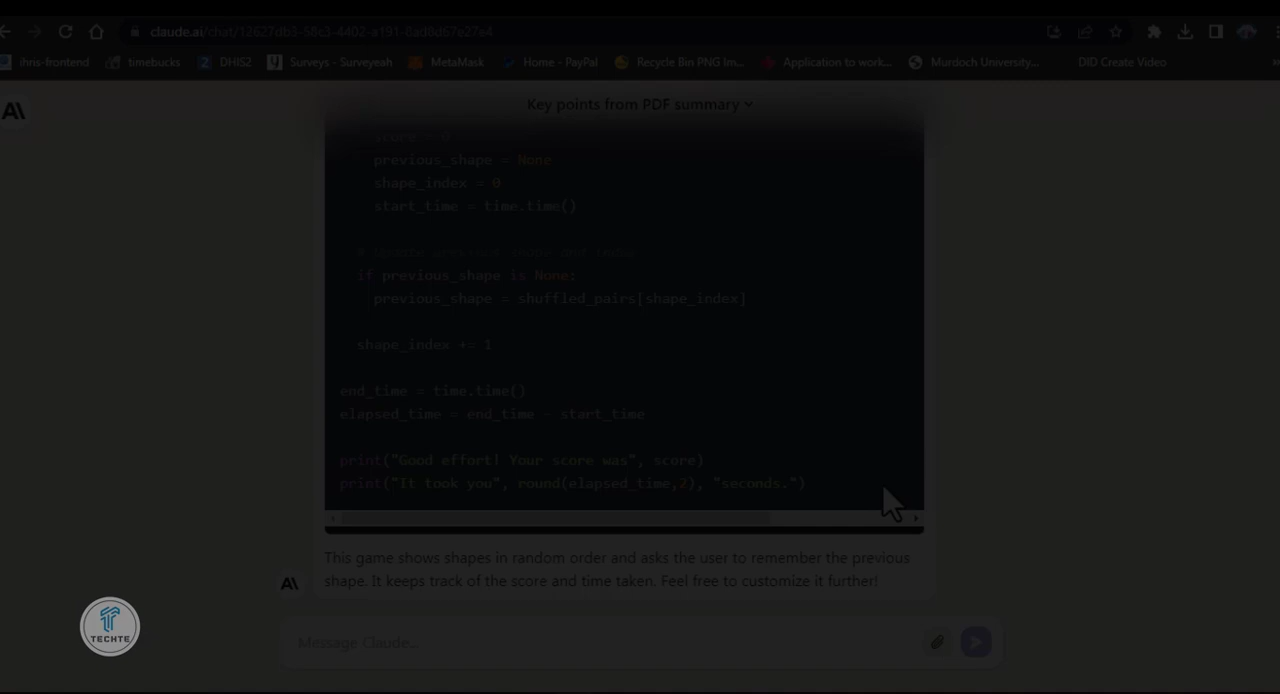 claude.ai/chat/12627db3-58c3-4402-a191-
ihris-frontend timebucks DHIS2 Surveys - Surveyeah MetaMask Home - PayPal Recycle Bin PNG Im... Application to work... Murdoch University... DID Create Video
Key points from PDF summary
score = 0
previous_shape = None
shape_index = 0
start_time = time.time()
if previous_shape is None:
previous_shape = shuffled_pairs[shape_index]
shape_index += 1
end_time = time.time()
elapsed_time = end_time - start_time
print("Good effort! Your score was", score)
print("It took you", round(elapsed_time,2), "seconds.")
This game shows shapes in random order and asks the user to remember the previous
shape. It keeps track of the score and time taken. Feel free to customize it further!
TECHTE
Message Claude...